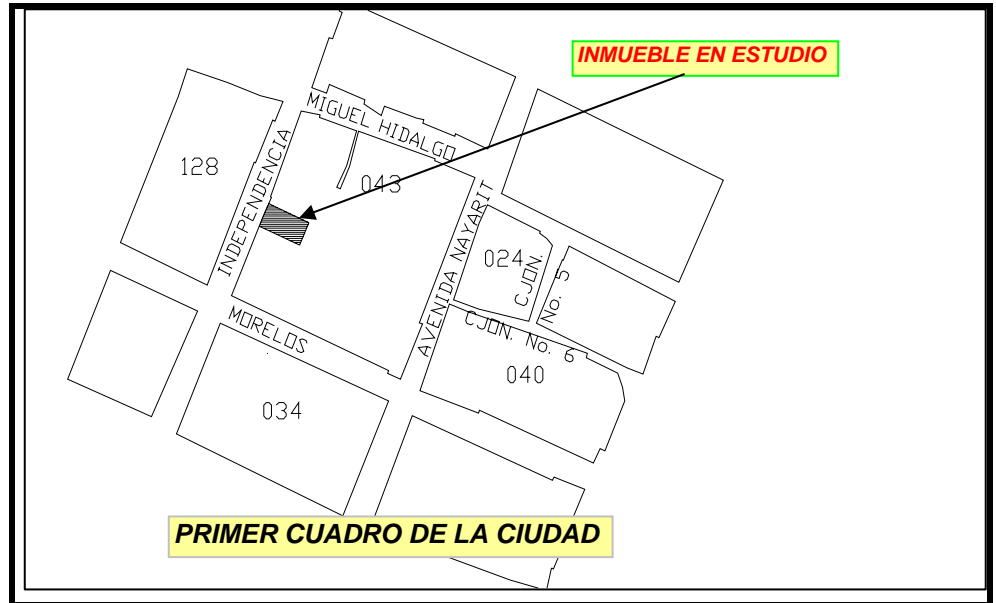 INMUEBLE EN ESTUDIO
MIGUEL HIDALGO
128
INDEPENDENCIA
043
AVENIDA NAYARIT
024
CJON. No. 5
MORELOS
CJON. No. 6
040
034
PRIMER CUADRO DE LA CIUDAD